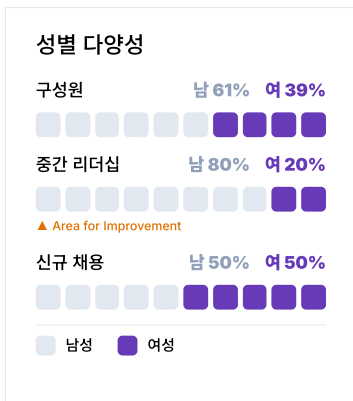 성별 다양성
구성원 남 61% 여 39%
중간 리더십 남 80% 여 20%
▲ Area for Improvement
신규 채용 남 50% 여 50%
남성 여성